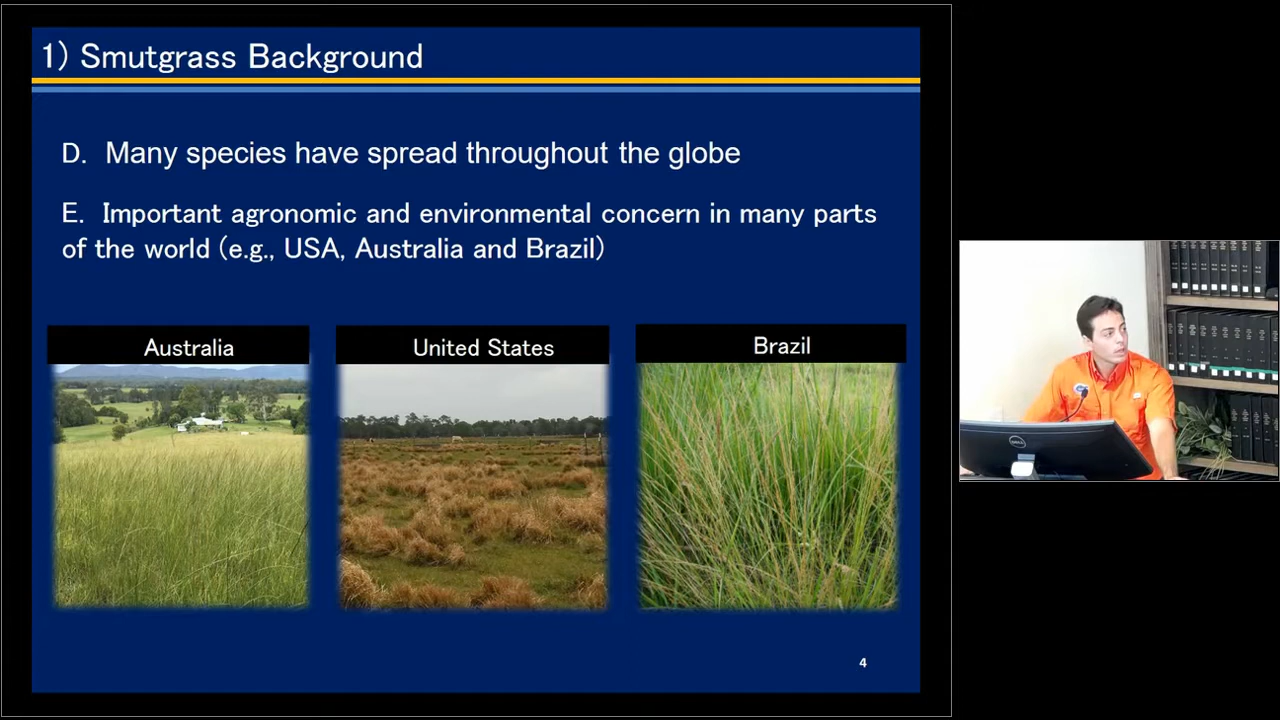 1) Smutgrass Background
D. Many species have spread throughout the globe
E. Important agronomic and environmental concern in many parts
of the world (e.g., USA, Australia and Brazil)
Australia
United States
Brazil
4
DELL